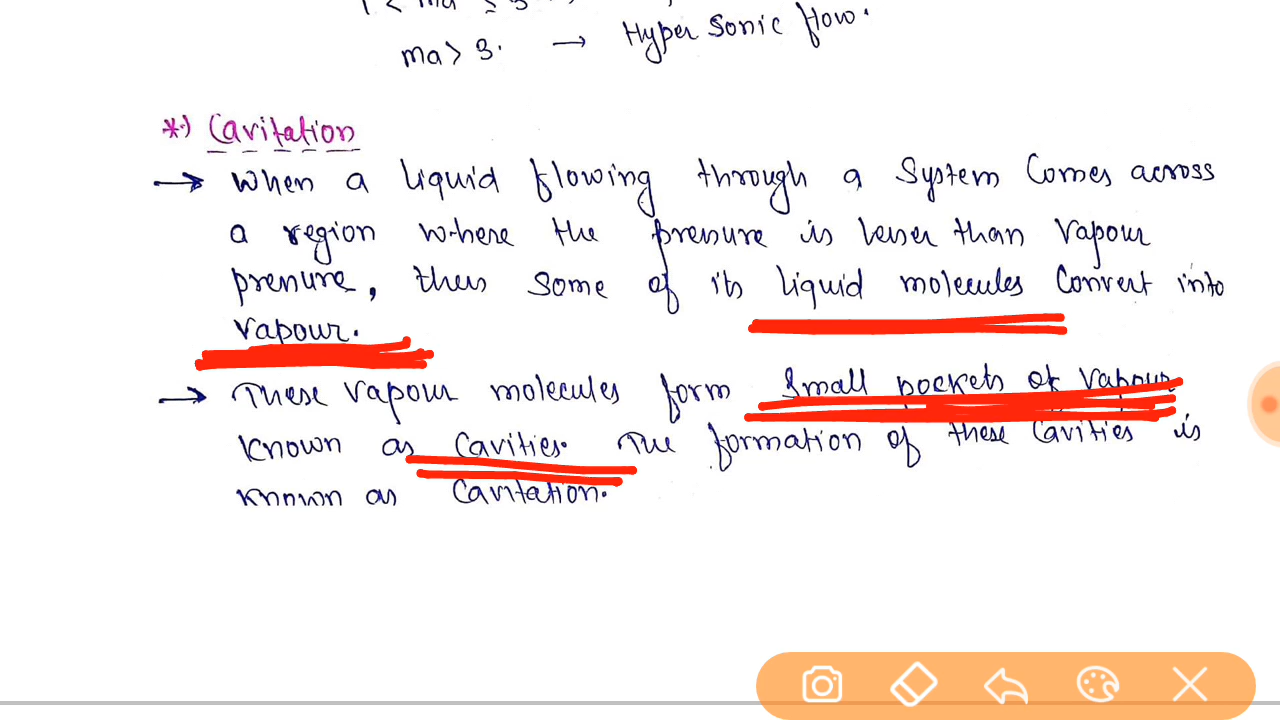 ma> 3. → Hyper Sonic flow.
*.) Cavitation
→ When a liquid flowing through a System Comes across
a region where the pressure is lesser than vapour
pressure, then some of its liquid molecules Convert into
vapour.
→ These vapour molecules form Small pockets of vapour
known as Cavities. The formation of these Cavities is
known as Cavitation.